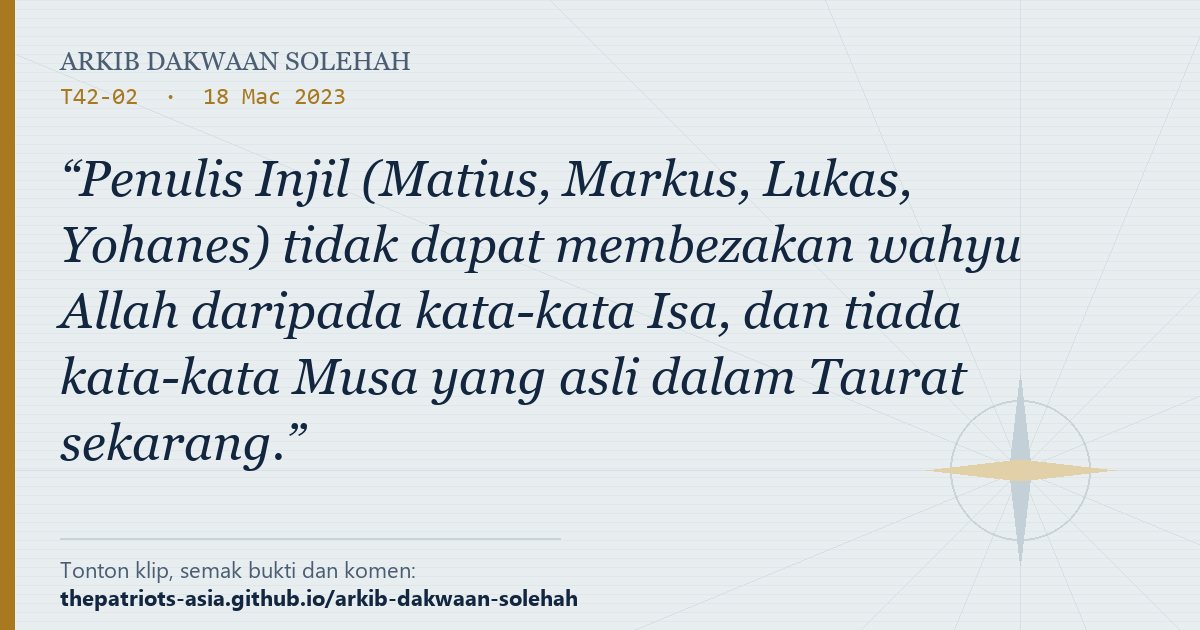 ARKIB DAKWAAN SOLEHAH
T42-02 · 18 Mac 2023
“Penulis Injil (Matius, Markus, Lukas,
Yohanes) tidak dapat membezakan wahyu
Allah daripada kata-kata Isa, dan tiada
kata-kata Musa yang asli dalam Taurat
sekarang.”
Tonton klip, semak bukti dan komen:
thepatriots-asia.github.io/arkib-dakwaan-solehah